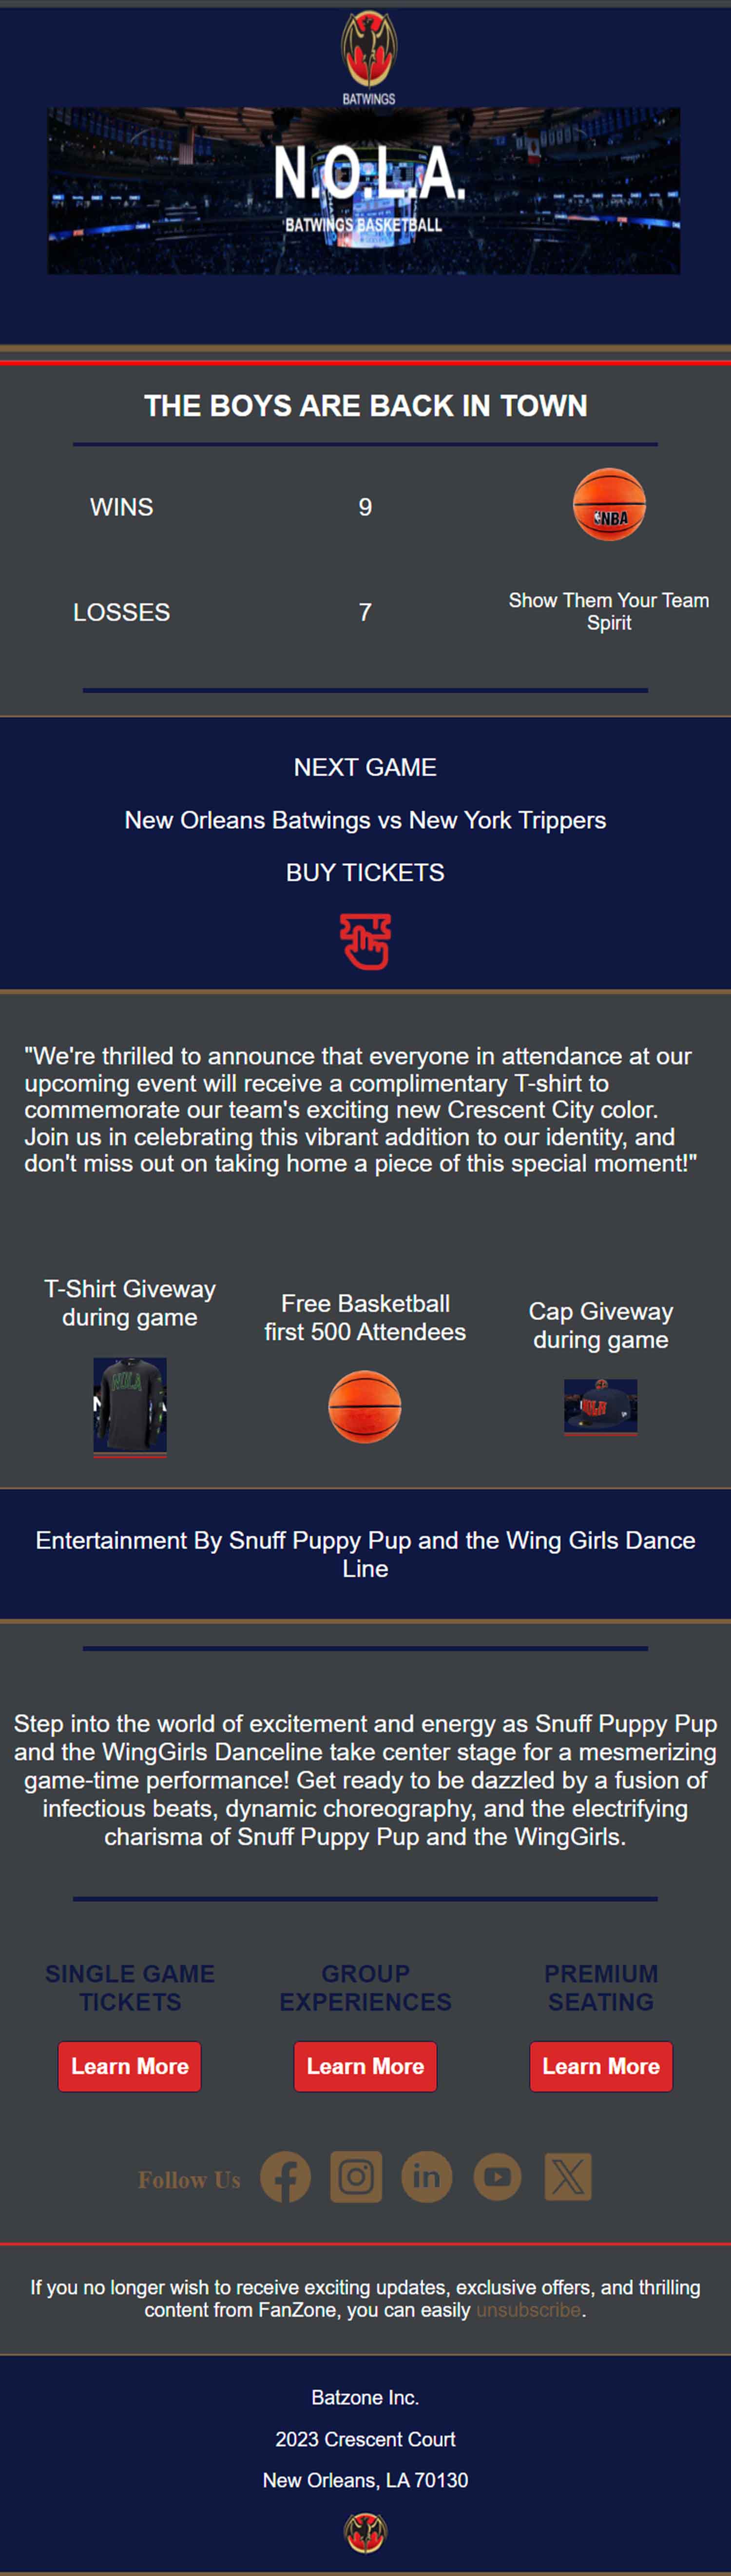 BATWINGS
N.O.L.A.
BATWINGS BASKETBALL
THE BOYS ARE BACK IN TOWN
WINS
9
NBA
LOSSES
7
Show Them Your Team
Spirit
NEXT GAME
New Orleans Batwings vs New York Trippers
BUY TICKETS
"We're thrilled to announce that everyone in attendance at our
upcoming event will receive a complimentary T-shirt to
commemorate our team's exciting new Crescent City color.
Join us in celebrating this vibrant addition to our identity, and
don't miss out on taking home a piece of this special moment!"
T-Shirt Giveway
during game
NOLA
Free Basketball
first 500 Attendees
Cap Giveway
during game
Entertainment By Snuff Puppy Pup and the Wing Girls Dance
Line
Step into the world of excitement and energy as Snuff Puppy Pup
and the WingGirls Danceline take center stage for a mesmerizing
game-time performance! Get ready to be dazzled by a fusion of
infectious beats, dynamic choreography, and the electrifying
charisma of Snuff Puppy Pup and the WingGirls.
SINGLE GAME
TICKETS
Learn More
GROUP
EXPERIENCES
Learn More
PREMIUM
SEATING
Learn More
Follow Us
If you no longer wish to receive exciting updates, exclusive offers, and thrilling
content from FanZone, you can easily unsubscribe.
Batzone Inc.
2023 Crescent Court
New Orleans, LA 70130